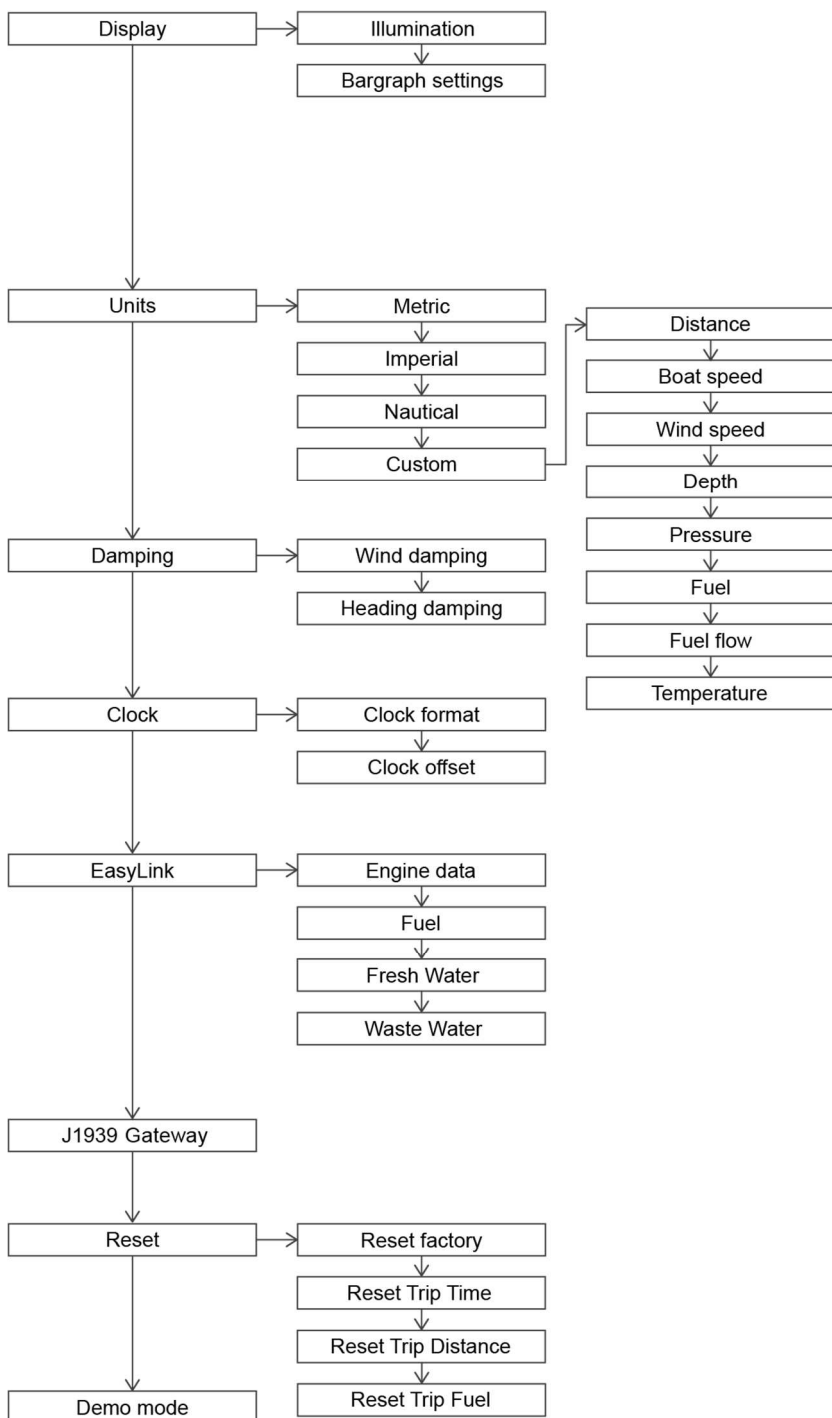 Display
Illumination
Bargraph settings
Units
Metric
Imperial
Nautical
Custom
Distance
Boat speed
Wind speed
Depth
Pressure
Fuel
Fuel flow
Temperature
Damping
Wind damping
Heading damping
Clock
Clock format
Clock offset
EasyLink
Engine data
Fuel
Fresh Water
Waste Water
J1939 Gateway
Reset
Reset factory
Reset Trip Time
Reset Trip Distance
Reset Trip Fuel
Demo mode